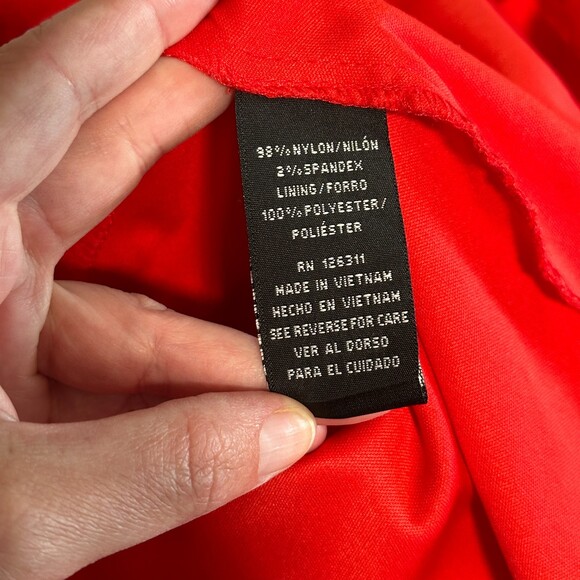 98%NYLON/NILÓN
2%SPANDEX
LINING/FORRO
100%POLYESTER/
POLIÉSTER
RN 126311
MADE IN VIETNAM
HECHO EN VIETNAM
SEE REVERSE FOR CARE
VER AL DORSO
PARA EL CUIDADO